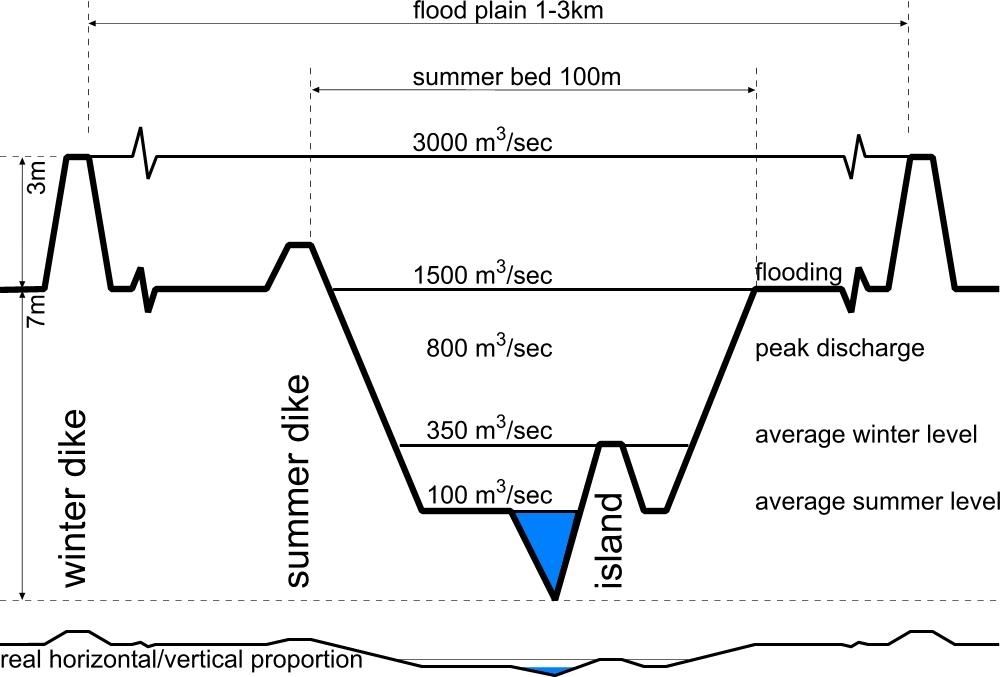 flood plain 1-3km
summer bed 100m
3000 m³/sec
3m
1500 m³/sec
flooding
7m
800 m³/sec
peak discharge
350 m³/sec
average winter level
100 m³/sec
average summer level
winter dike
summer dike
island
real horizontal/vertical proportion